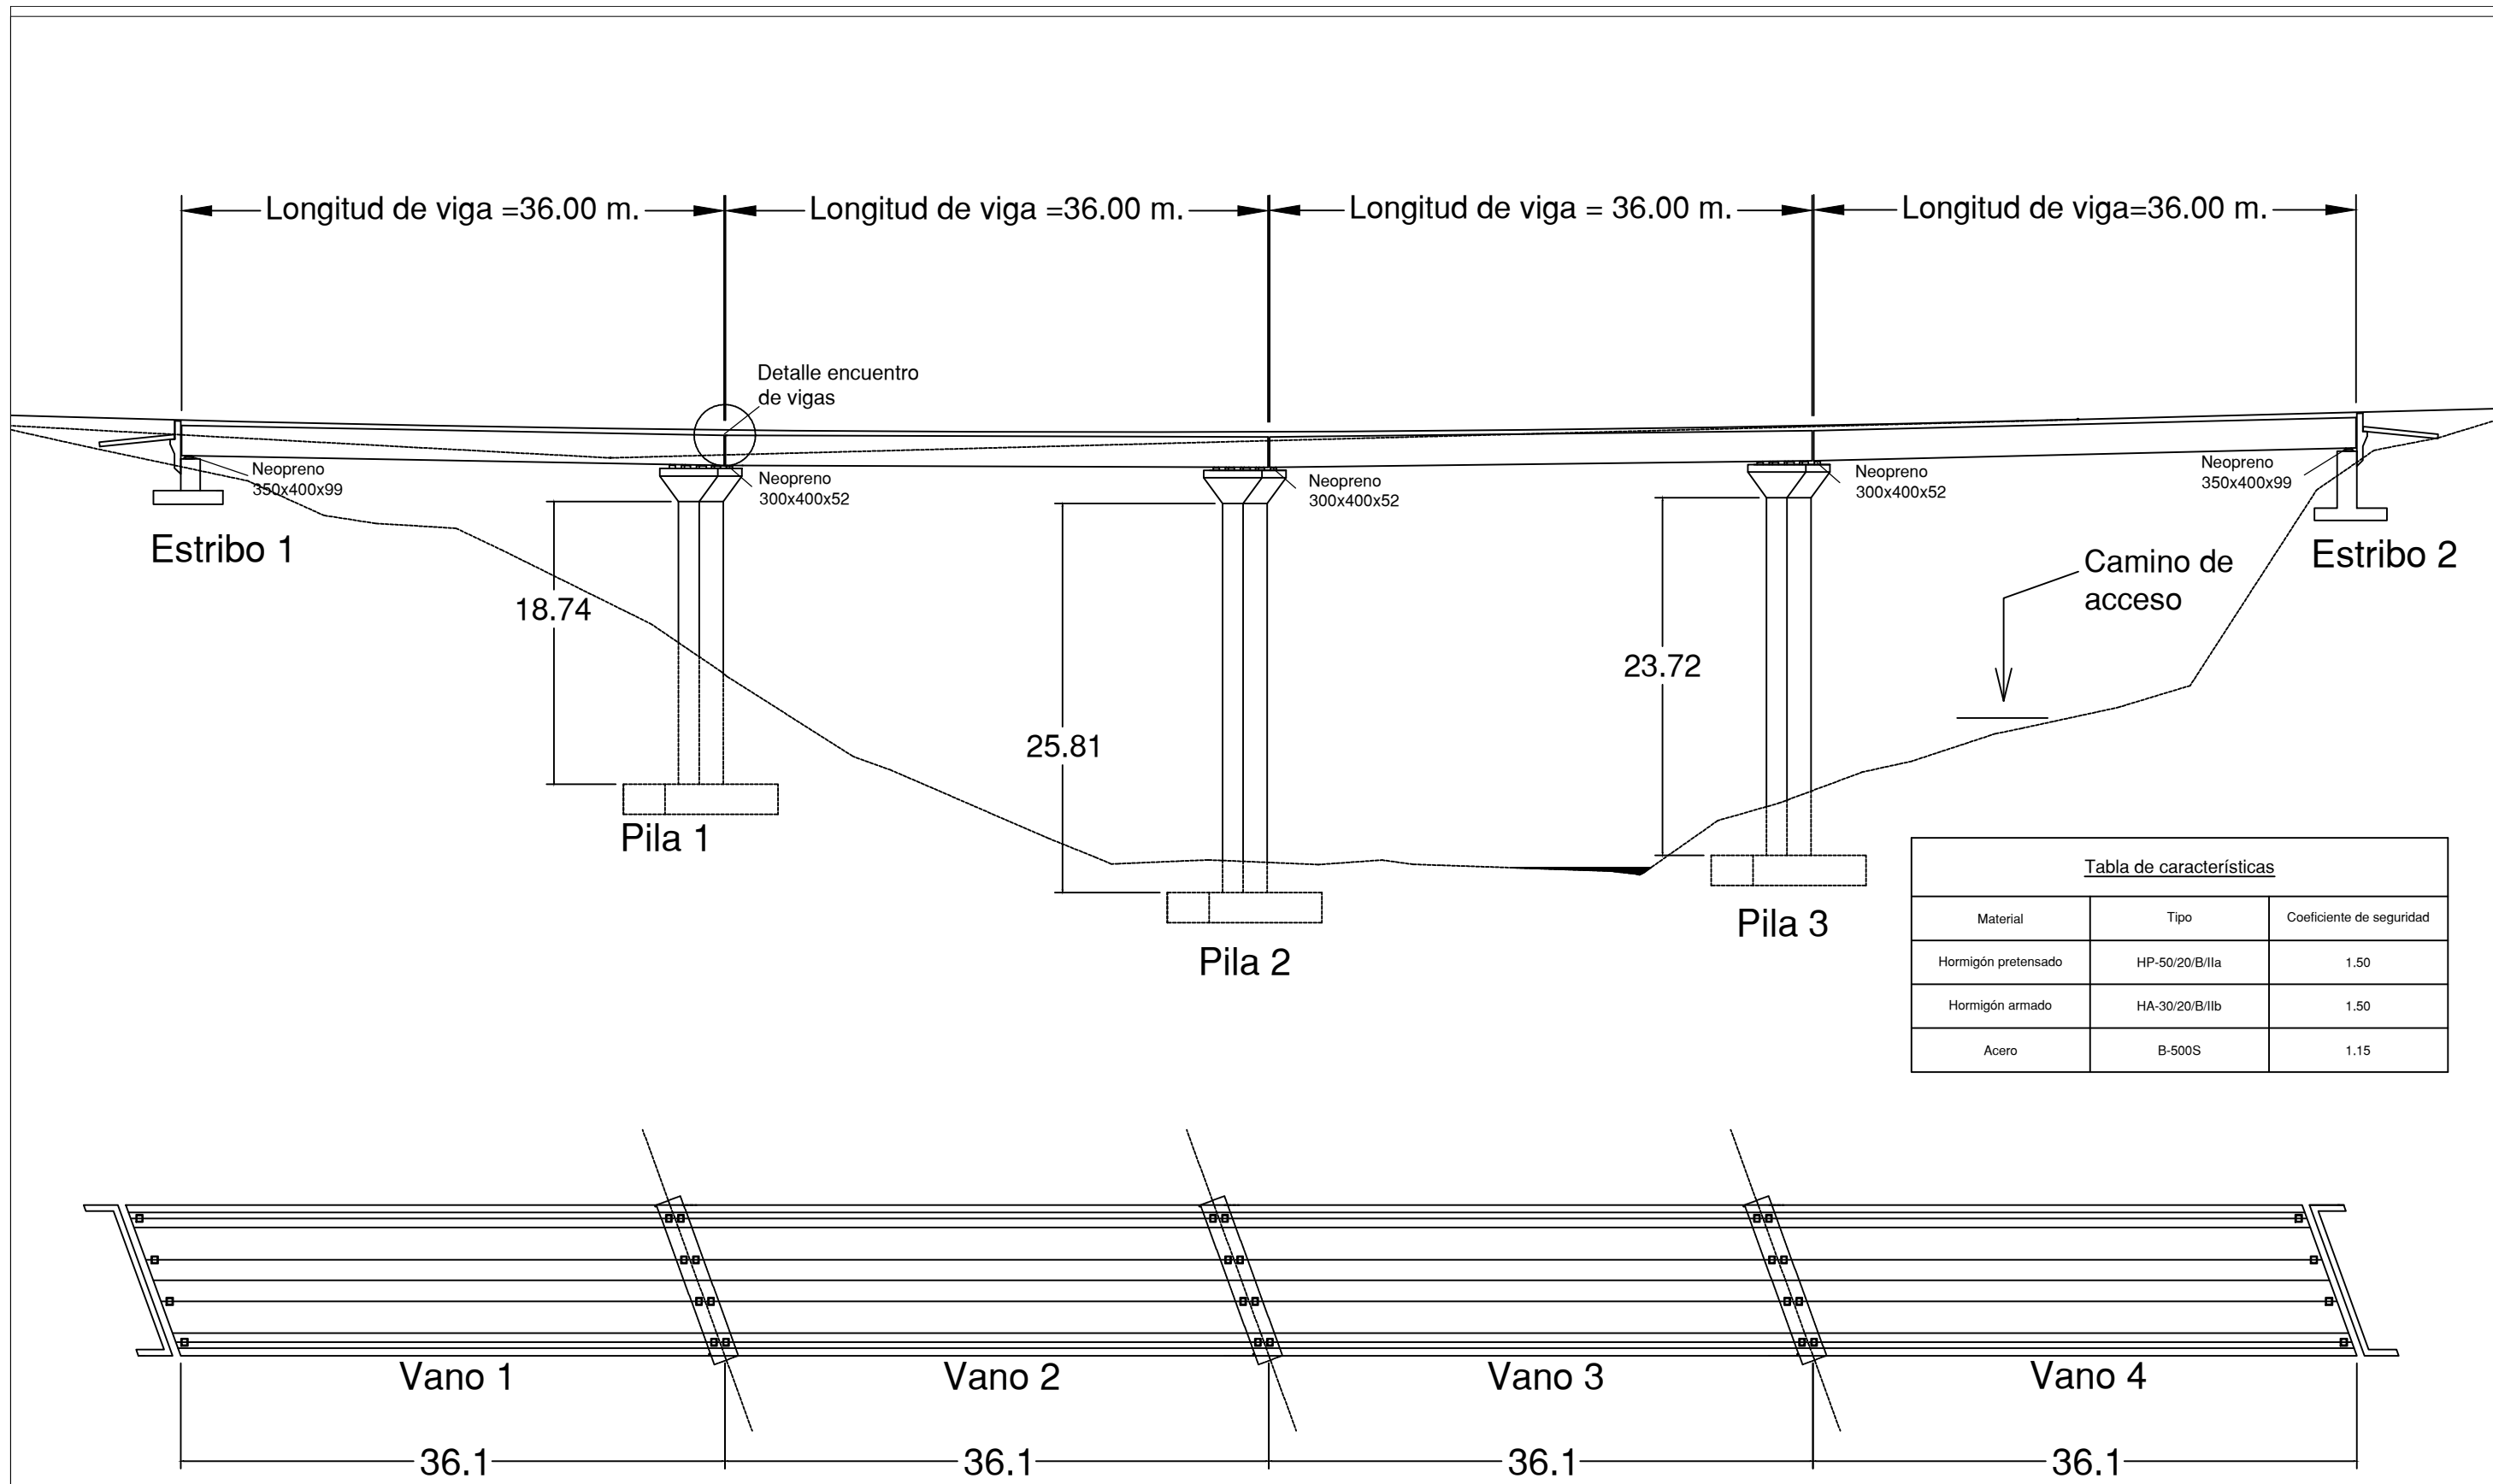 Longitud de viga =36.00 m.
Longitud de viga =36.00 m.
Longitud de viga = 36.00 m.
Longitud de viga=36.00 m.
Detalle encuentro
de vigas
Neopreno
350x400x99
Neopreno
300x400x52
Neopreno
300x400x52
Neopreno
300x400x52
Neopreno
350x400x99
Estribo 1
Estribo 2
Camino de
acceso
18.74
25.81
23.72
Pila 1
Pila 2
Pila 3
Tabla de características
Material Tipo Coeficiente de seguridad
Hormigón pretensado HP-50/20/B/IIa 1.50
Hormigón armado HA-30/20/B/IIb 1.50
Acero B-500S 1.15
Vano 1
Vano 2
Vano 3
Vano 4
36.1
36.1
36.1
36.1